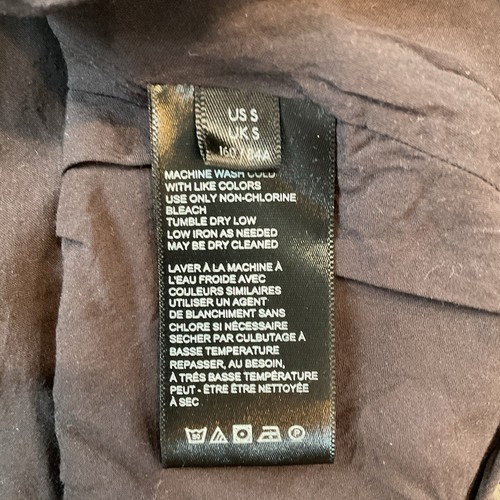 US S
UK S
MACHINE WASH COLD
WITH LIKE COLORS
USE ONLY NON-CHLORINE
BLEACH
TUMBLE DRY LOW
LOW IRON AS NEEDED
MAY BE DRY CLEANED
LAVER À LA MACHINE À
L'EAU FROIDE AVEC
COULEURS SIMILAIRES
UTILISER UN AGENT
DE BLANCHIMENT SANS
CHLORE SI NÉCESSAIRE
SECHER PAR CULBUTAGE À
BASSE TEMPERATURE
REPASSER, AU BESOIN,
À TRÈS BASSE TEMPÉRATURE
PEUT - ÊTRE ÊTRE NETTOYÉE
À SEC